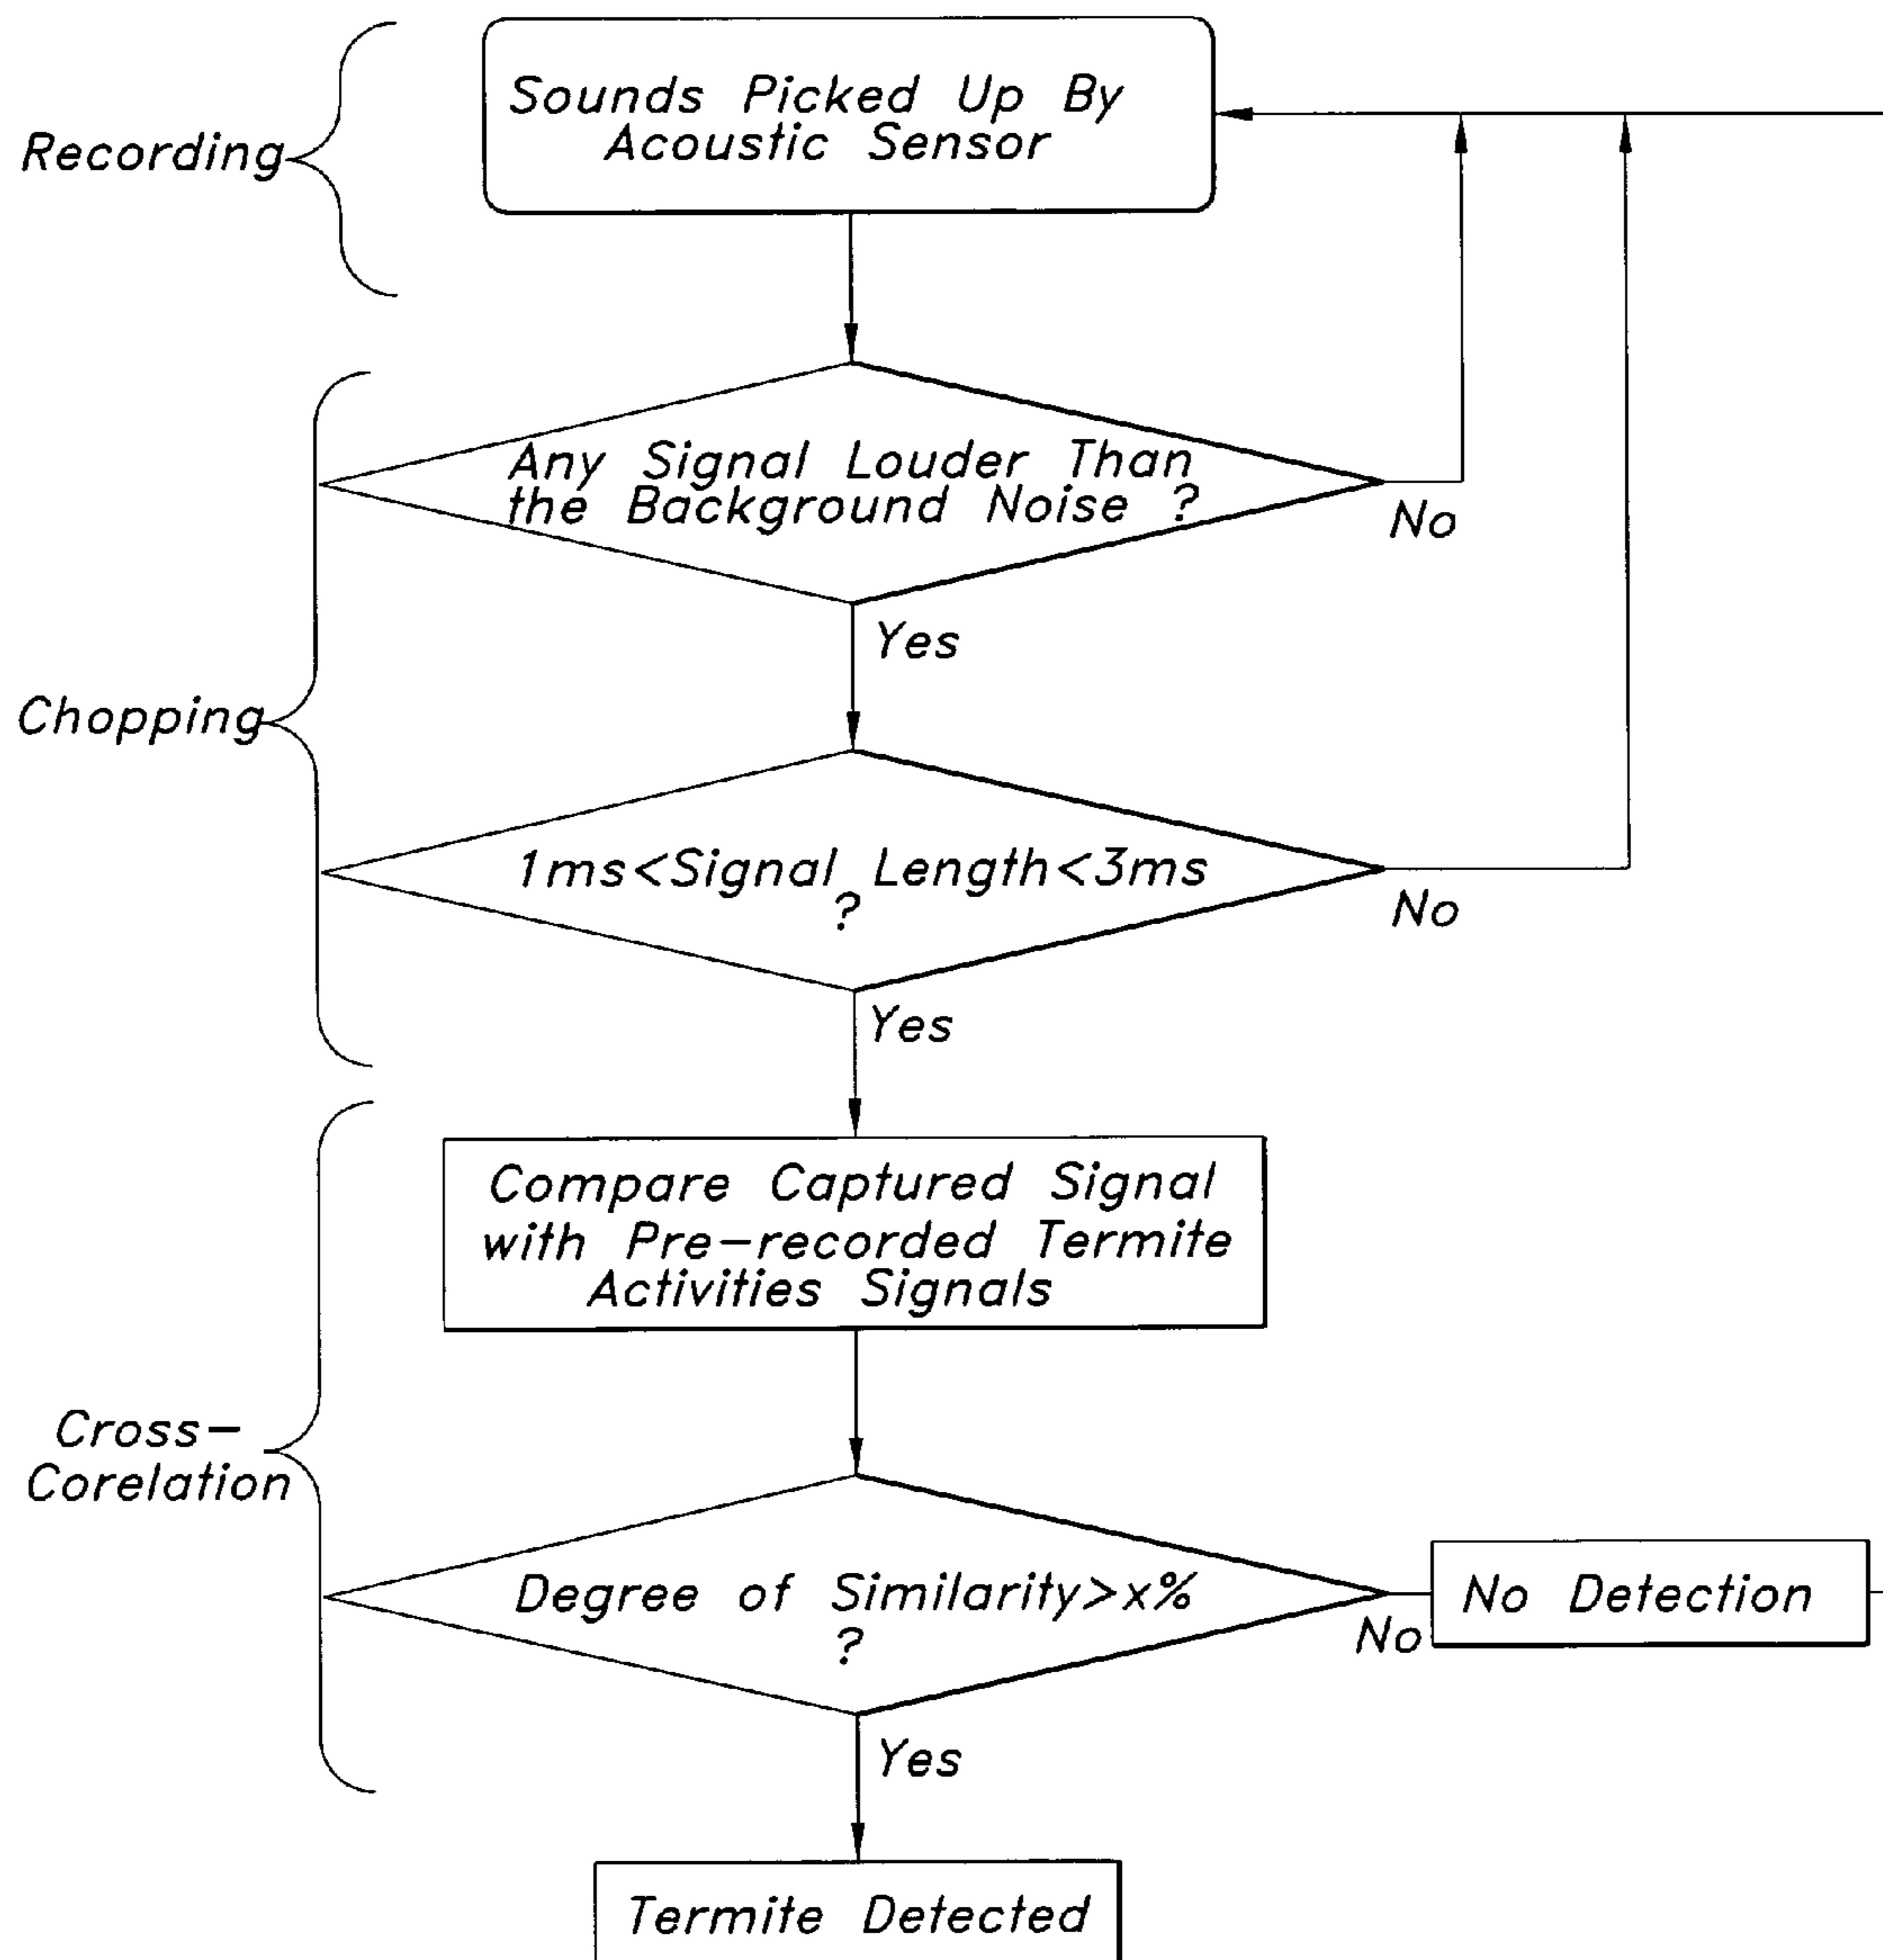 Sounds Picked Up By
Acoustic Sensor
Recording
Any Signal Louder Than
the Background Noise ?
No
Yes
Chopping
1ms<Signal Length<3ms
?
No
Yes
Compare Captured Signal
with Pre-recorded Termite
Activities Signals
Cross-
Corelation
Degree of Similarity>x%
?
No
No Detection
Yes
Termite Detected